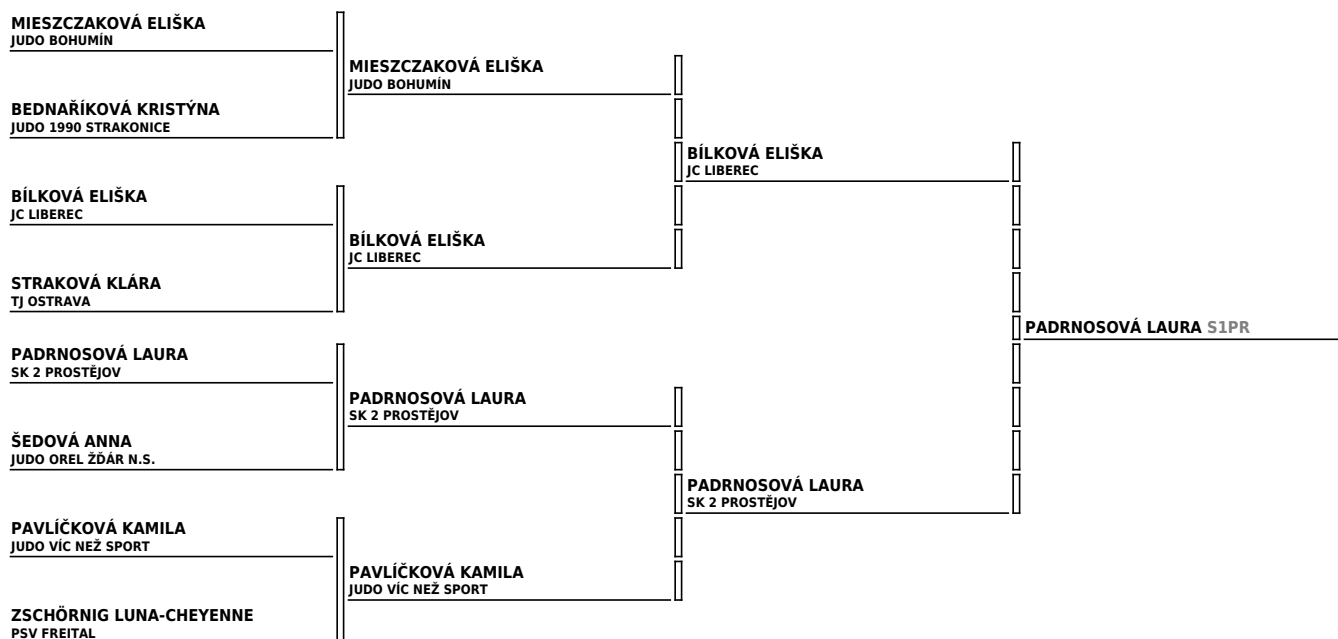 MIESZCZAKOVÁ ELIŠKA
JUDO BOHUMÍN
MIESZCZAKOVÁ ELIŠKA
JUDO BOHUMÍN
BEDNAŘÍKOVÁ KRISTÝNA
JUDO 1990 STRAKONICE
BÍLKOVÁ ELIŠKA
JC LIBEREC
BÍLKOVÁ ELIŠKA
JC LIBEREC
BÍLKOVÁ ELIŠKA
JC LIBEREC
STRAKOVÁ KLÁRA
TJ OSTRAVA
PADRNOSOVÁ LAURA S1PR
PADRNOSOVÁ LAURA
SK 2 PROSTĚJOV
PADRNOSOVÁ LAURA
SK 2 PROSTĚJOV
ŠEDOVÁ ANNA
JUDO OREL ŽĎÁR N.S.
PADRNOSOVÁ LAURA
SK 2 PROSTĚJOV
PAVLÍČKOVÁ KAMILA
JUDO VÍC NEŽ SPORT
PAVLÍČKOVÁ KAMILA
JUDO VÍC NEŽ SPORT
ZSCHÖRNIG LUNA-CHEYENNE
PSV FREITAL